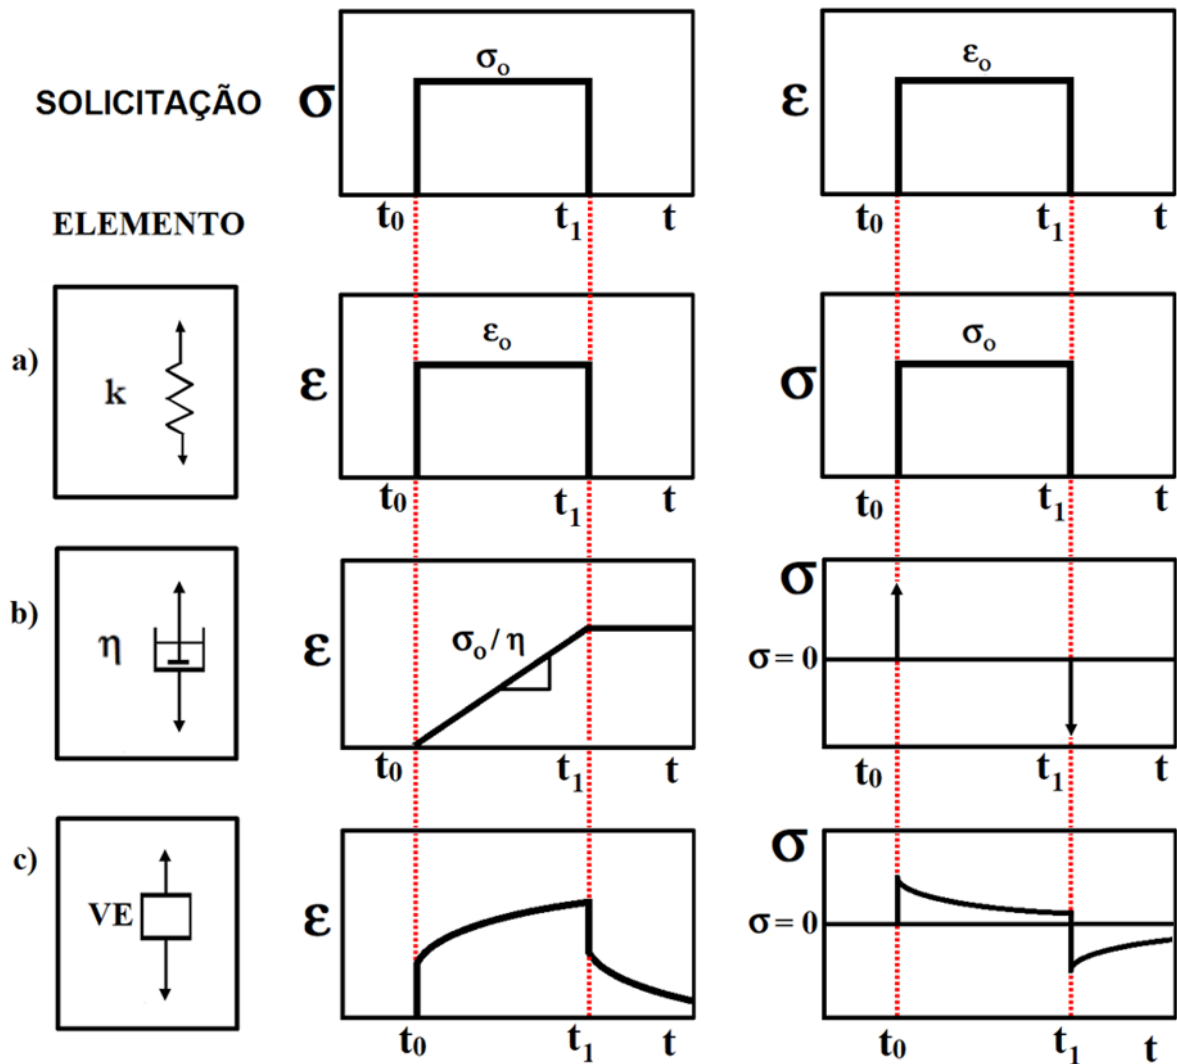 SOLICITAÇÃO
σ
σo
t0
t1
t
ε
εo
t0
t1
t
ELEMENTO
a)
k
ε
εo
t0
t1
t
σ
σo
t0
t1
t
b)
η
ε
σo / η
t0
t1
t
σ
σ = 0
t0
t1
t
c)
VE
ε
t0
t1
t
σ
σ = 0
t0
t1
t